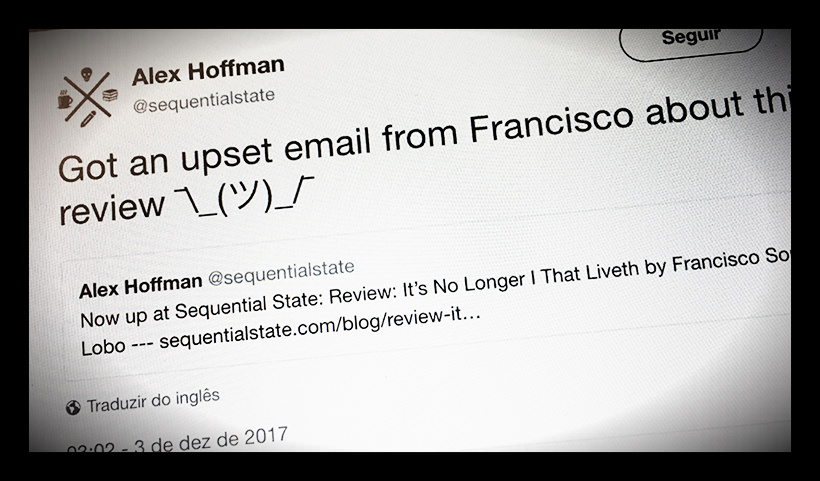 Seguir
Alex Hoffman
@sequentialstate
Got an upset email from Francisco about
review ¯\_(ツ)_/¯
Alex Hoffman @sequentialstate
Now up at Sequential State: Review: It's No Longer I That Liveth by Francisco
Lobo --- sequentialstate.com/blog/review-it…
Traduzir do inglês
02:02 - 3 de dez de 2017